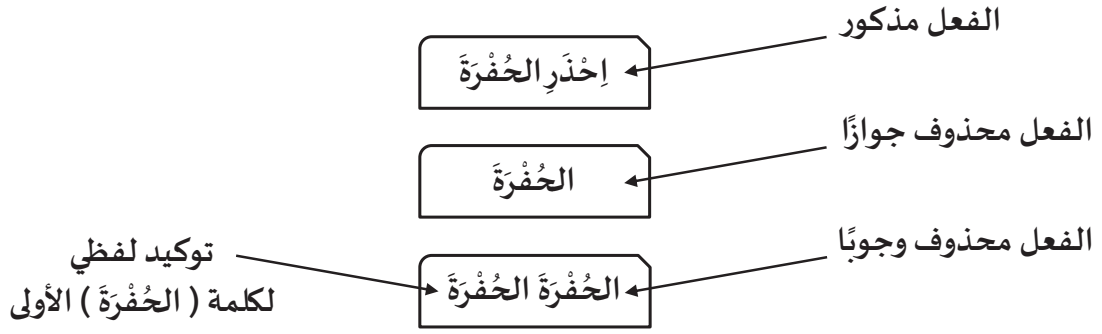 الفعل مذكور
اِحْذَرِ الحُفْرَةَ
الفعل محذوف جوازًا
الحُفْرَةَ
الفعل محذوف وجوبًا
الحُفْرَةَ الحُفْرَةَ
توكيد لفظي
لكلمة ( الحُفْرَةَ ) الأولى